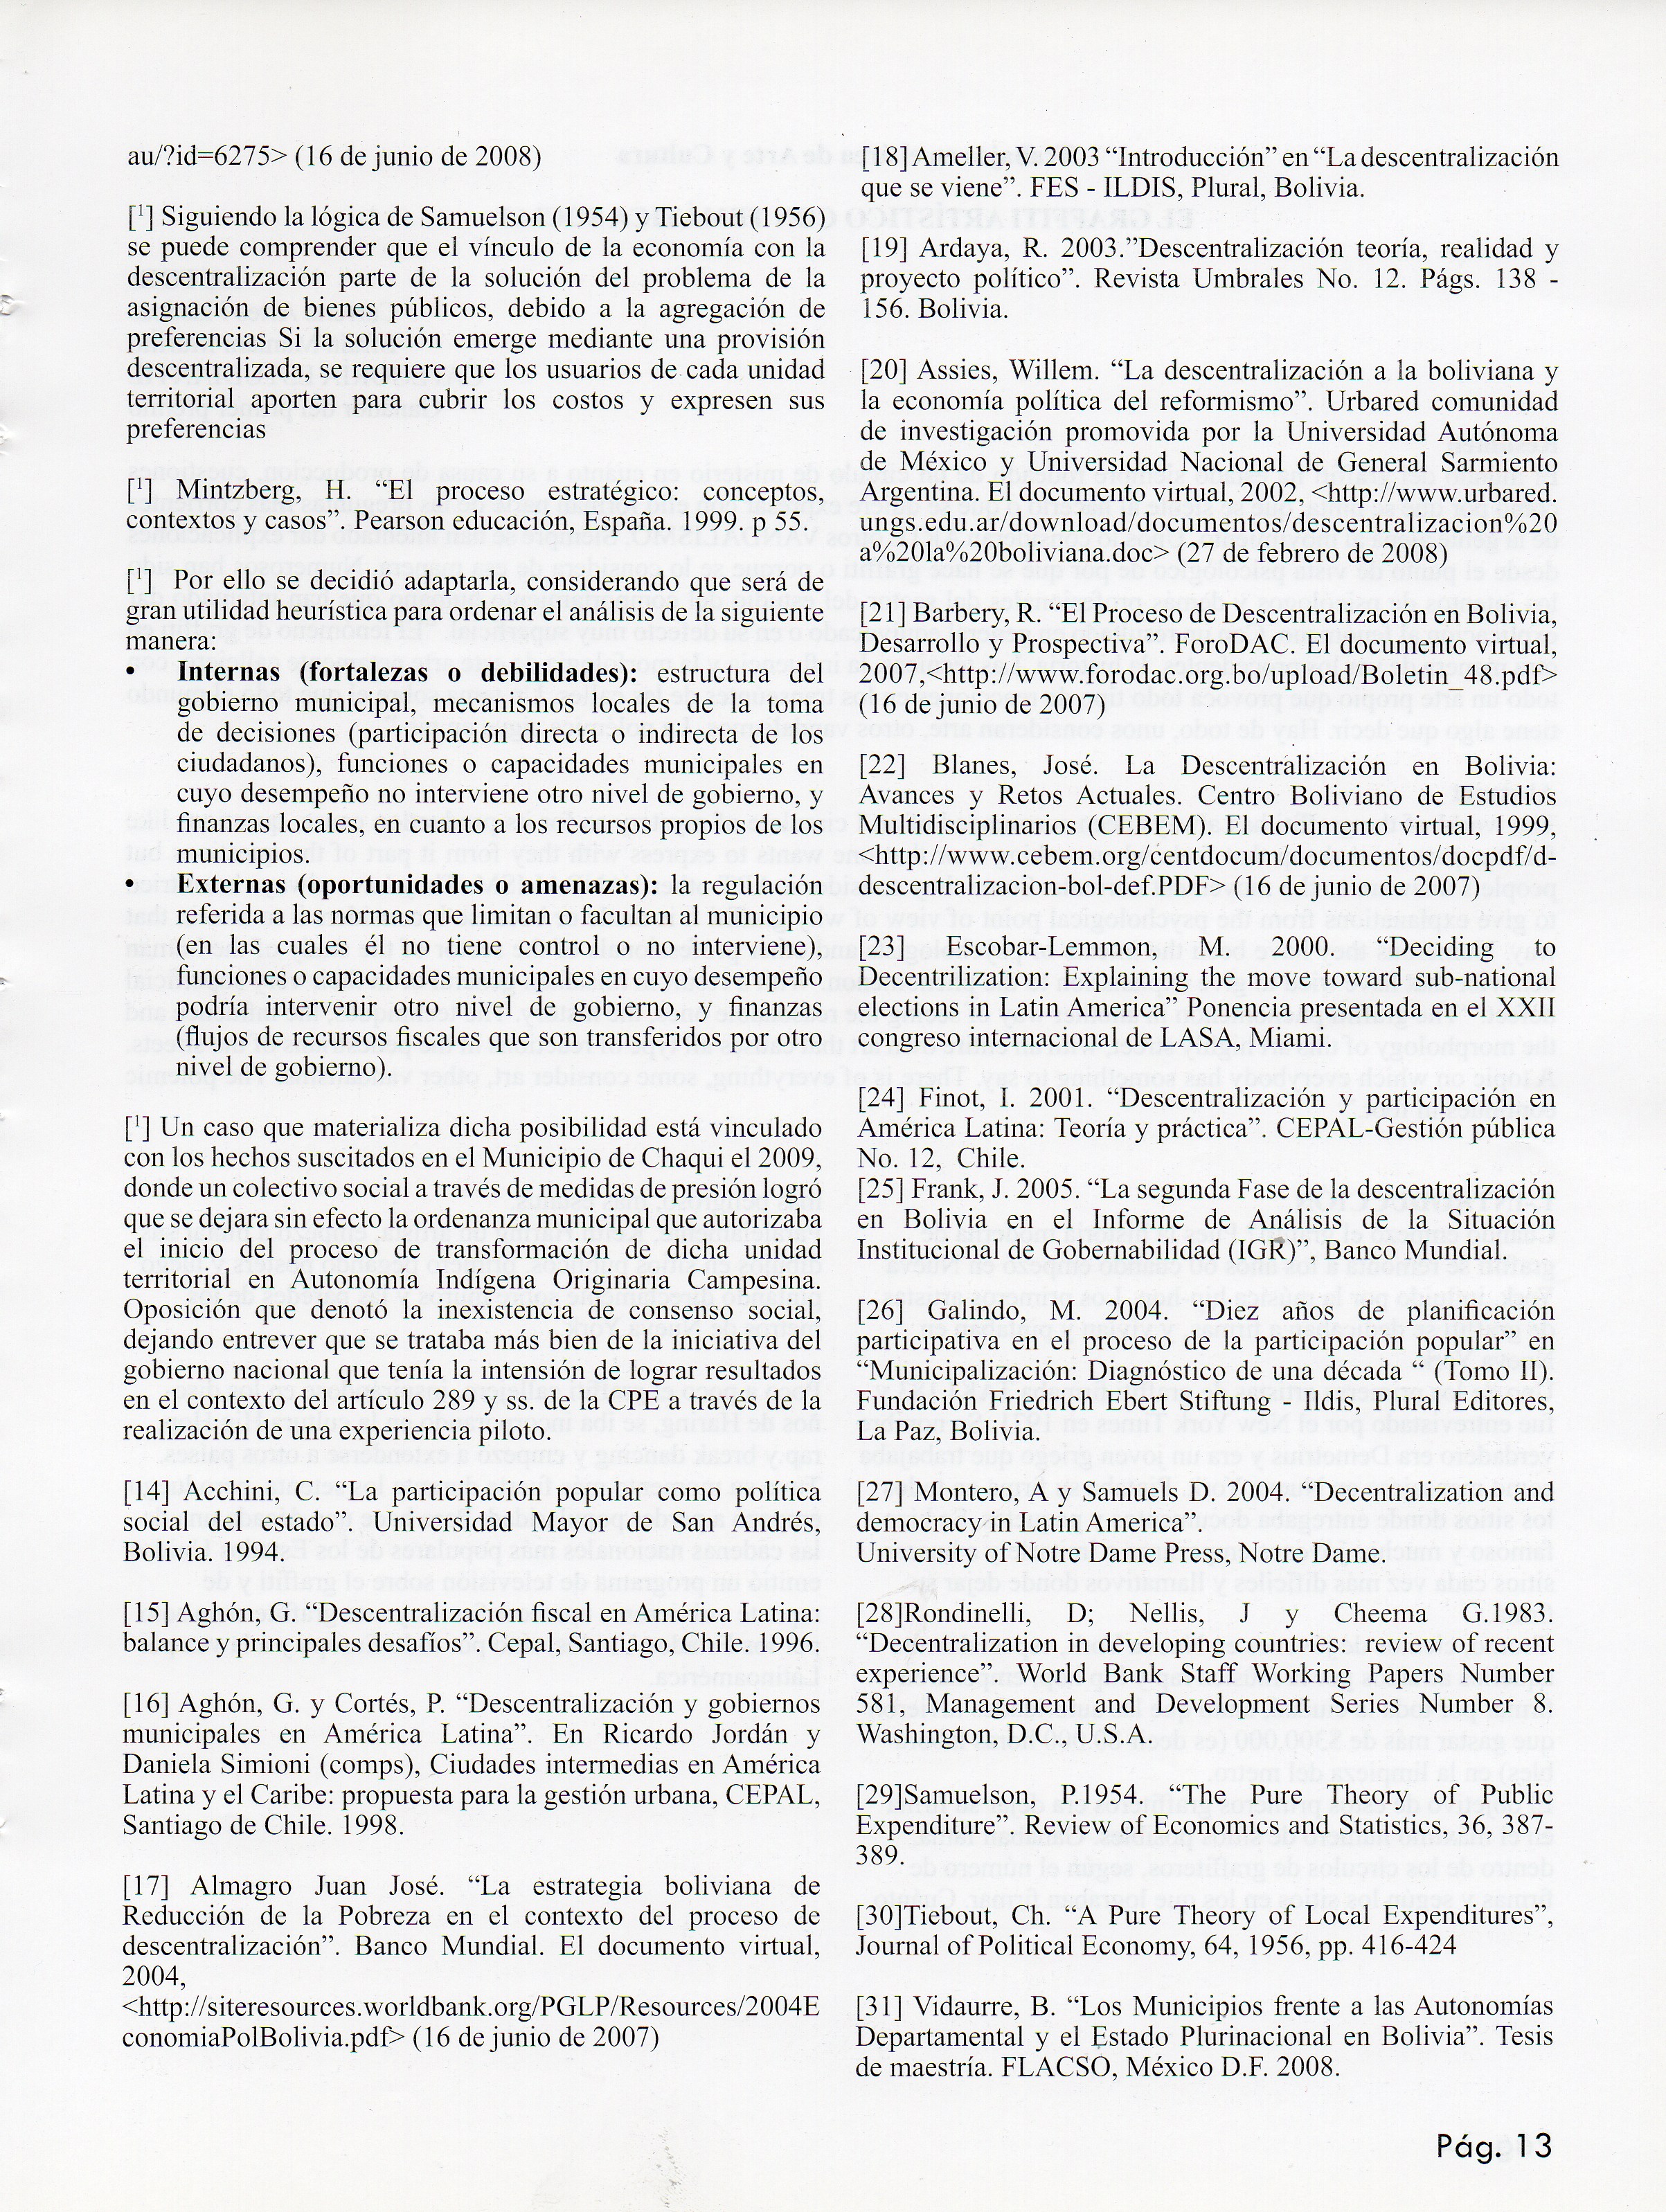 au/?id=6275> (16 de junio de 2008)
[¹] Siguiendo la lógica de Samuelson (1954) y Tiebout (1956)
se puede comprender que el vínculo de la economía con la
descentralización parte de la solución del problema de la
asignación de bienes públicos, debido a la agregación de
preferencias Si la solución emerge mediante una provisión
descentralizada, se requiere que los usuarios de cada unidad
territorial aporten para cubrir los costos y expresen sus
preferencias
[¹] Mintzberg, H. “El proceso estratégico: conceptos,
contextos y casos”. Pearson educación, España. 1999. p 55.
[¹] Por ello se decidió adaptarla, considerando que será de
gran utilidad heurística para ordenar el análisis de la siguiente
manera:
• Internas (fortalezas o debilidades): estructura del
gobierno municipal, mecanismos locales de la toma
de decisiones (participación directa o indirecta de los
ciudadanos), funciones o capacidades municipales en
cuyo desempeño no interviene otro nivel de gobierno, y
finanzas locales, en cuanto a los recursos propios de los
municipios.
• Externas (oportunidades o amenazas): la regulación
referida a las normas que limitan o facultan al municipio
(en las cuales él no tiene control o no interviene),
funciones o capacidades municipales en cuyo desempeño
podría intervenir otro nivel de gobierno, y finanzas
(flujos de recursos fiscales que son transferidos por otro
nivel de gobierno).
[¹] Un caso que materializa dicha posibilidad está vinculado
con los hechos suscitados en el Municipio de Chaqui el 2009,
donde un colectivo social a través de medidas de presión logró
que se dejara sin efecto la ordenanza municipal que autorizaba
el inicio del proceso de transformación de dicha unidad
territorial en Autonomía Indígena Originaria Campesina.
Oposición que denotó la inexistencia de consenso social,
dejando entrever que se trataba más bien de la iniciativa del
gobierno nacional que tenía la intensión de lograr resultados
en el contexto del artículo 289 y ss. de la CPE a través de la
realización de una experiencia piloto.
[14] Acchini, C. “La participación popular como política
social del estado”. Universidad Mayor de San Andrés,
Bolivia. 1994.
[15] Aghón, G. “Descentralización fiscal en América Latina:
balance y principales desafíos”. Cepal, Santiago, Chile. 1996.
[16] Aghón, G. y Cortés, P. “Descentralización y gobiernos
municipales en América Latina”. En Ricardo Jordán y
Daniela Simioni (comps), Ciudades intermedias en América
Latina y el Caribe: propuesta para la gestión urbana, CEPAL,
Santiago de Chile. 1998.
[17] Almagro Juan José. “La estrategia boliviana de
Reducción de la Pobreza en el contexto del proceso de
descentralización”. Banco Mundial. El documento virtual,
2004,
<http://siteresources.worldbank.org/PGLP/Resources/2004E
conomiaPolBolivia.pdf> (16 de junio de 2007)
[18] Ameller, V. 2003 “Introducción” en “La descentralización
que se viene”. FES - ILDIS, Plural, Bolivia.
[19] Ardaya, R. 2003.”Descentralización teoría, realidad y
proyecto político”. Revista Umbrales No. 12. Págs. 138 -
156. Bolivia.
[20] Assies, Willem. “La descentralización a la boliviana y
la economía política del reformismo”. Urbared comunidad
de investigación promovida por la Universidad Autónoma
de México y Universidad Nacional de General Sarmiento
Argentina. El documento virtual, 2002, <http://www.urbared.
ungs.edu.ar/download/documentos/descentralizacion%20
a%20la%20boliviana.doc> (27 de febrero de 2008)
[21] Barbery, R. “El Proceso de Descentralización en Bolivia,
Desarrollo y Prospectiva”. ForoDAC. El documento virtual,
2007,<http://www.forodac.org.bo/upload/Boletin_48.pdf>
(16 de junio de 2007)
[22] Blanes, José. La Descentralización en Bolivia:
Avances y Retos Actuales. Centro Boliviano de Estudios
Multidisciplinarios (CEBEM). El documento virtual, 1999,
<http://www.cebem.org/centdocum/documentos/docpdf/d-
descentralizacion-bol-def.PDF> (16 de junio de 2007)
[23] Escobar-Lemmon, M. 2000. “Deciding to
Decentrilization: Explaining the move toward sub-national
elections in Latin America” Ponencia presentada en el XXII
congreso internacional de LASA, Miami.
[24] Finot, I. 2001. “Descentralización y participación en
América Latina: Teoría y práctica”. CEPAL-Gestión pública
No. 12, Chile.
[25] Frank, J. 2005. “La segunda Fase de la descentralización
en Bolivia en el Informe de Análisis de la Situación
Institucional de Gobernabilidad (IGR)”, Banco Mundial.
[26] Galindo, M. 2004. “Diez años de planificación
participativa en el proceso de la participación popular” en
“Municipalización: Diagnóstico de una década “ (Tomo II).
Fundación Friedrich Ebert Stiftung - Ildis, Plural Editores,
La Paz, Bolivia.
[27] Montero, A y Samuels D. 2004. “Decentralization and
democracy in Latin America”.
University of Notre Dame Press, Notre Dame.
[28]Rondinelli, D; Nellis, J y Cheema G.1983.
“Decentralization in developing countries: review of recent
experience”. World Bank Staff Working Papers Number
581, Management and Development Series Number 8.
Washington, D.C., U.S.A.
[29]Samuelson, P.1954. “The Pure Theory of Public
Expenditure”. Review of Economics and Statistics, 36, 387-
389.
[30]Tiebout, Ch. “A Pure Theory of Local Expenditures”,
Journal of Political Economy, 64, 1956, pp. 416-424
[31] Vidaurre, B. “Los Municipios frente a las Autonomías
Departamental y el Estado Plurinacional en Bolivia”. Tesis
de maestría. FLACSO, México D.F. 2008.
Pág. 13